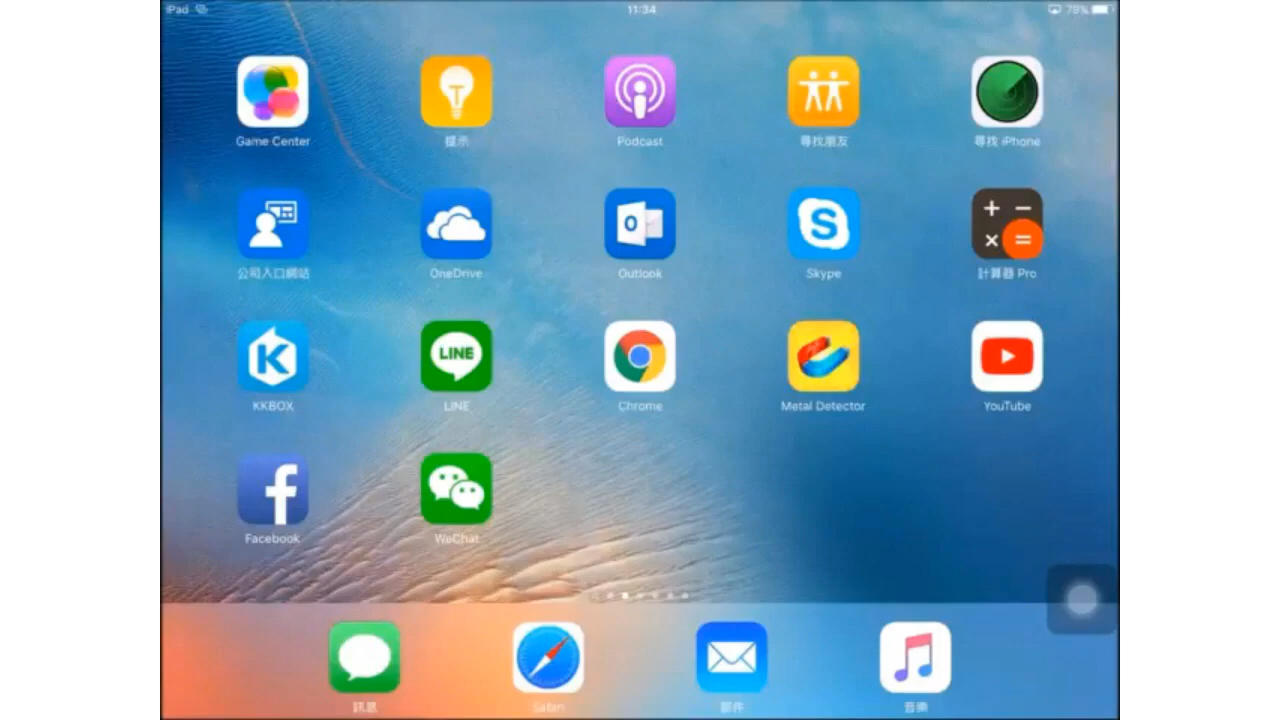 iPad
11:34
78%
Game Center
提示
Podcast
尋找朋友
尋找 iPhone
公司入口網站
OneDrive
Outlook
Skype
計算器 Pro
KKBOX
LINE
LINE
Chrome
Metal Detector
YouTube
Facebook
WeChat
訊息
Safari
郵件
音樂